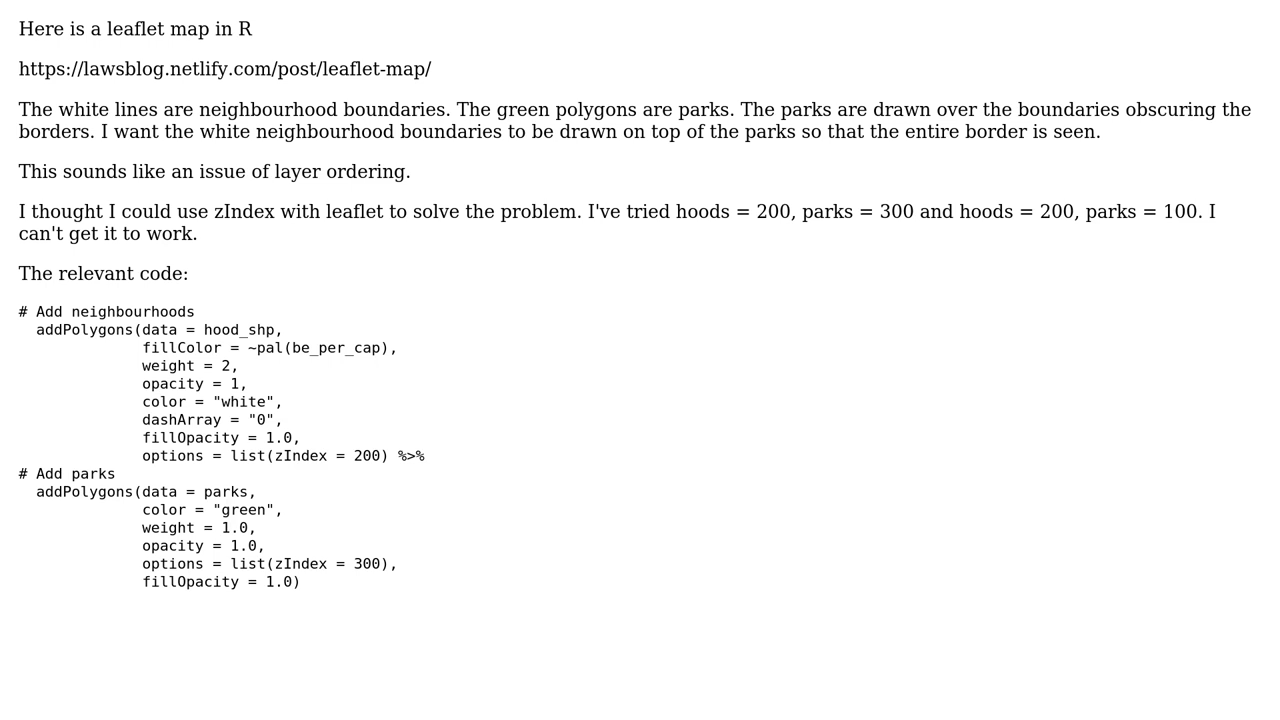 Here is a leaflet map in R
https://lawsblog.netlify.com/post/leaflet-map/
The white lines are neighbourhood boundaries. The green polygons are parks. The parks are drawn over the boundaries obscuring the
borders. I want the white neighbourhood boundaries to be drawn on top of the parks so that the entire border is seen.
This sounds like an issue of layer ordering.
I thought I could use zIndex with leaflet to solve the problem. I've tried hoods = 200, parks = 300 and hoods = 200, parks = 100. I
can't get it to work.
The relevant code:
# Add neighbourhoods
  addPolygons(data = hood_shp,
              fillColor = ~pal(be_per_cap),
              weight = 2,
              opacity = 1,
              color = "white",
              dashArray = "0",
              fillOpacity = 1.0,
              options = list(zIndex = 200) %>%
# Add parks
  addPolygons(data = parks,
              color = "green",
              weight = 1.0,
              opacity = 1.0,
              options = list(zIndex = 300),
              fillOpacity = 1.0)